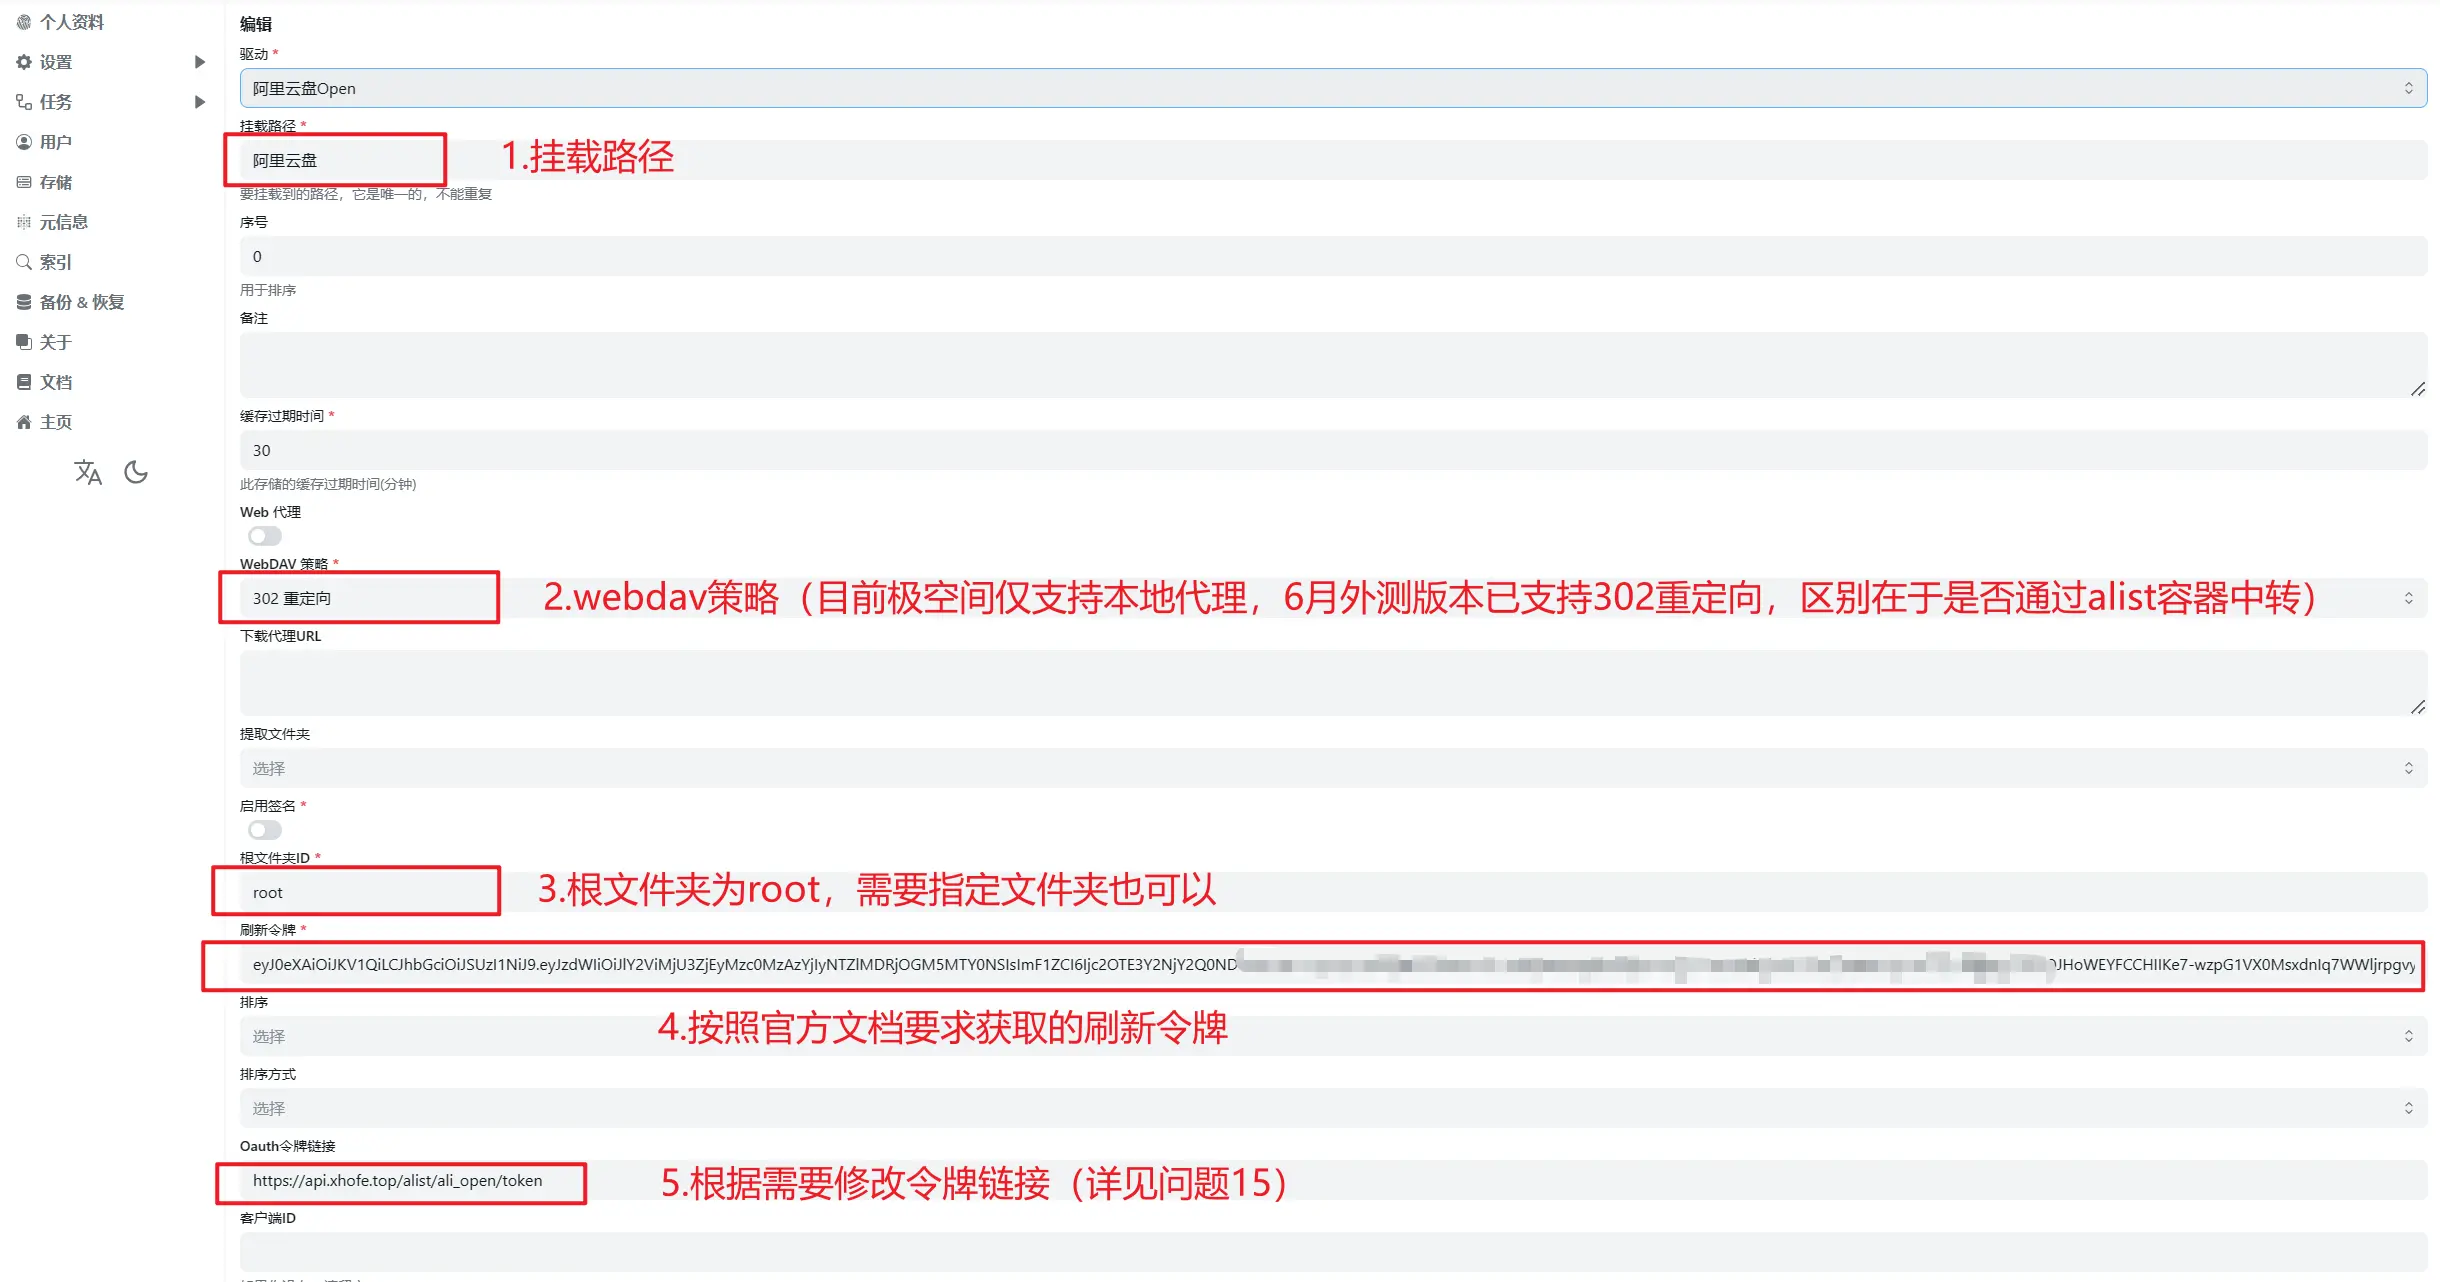 个人资料
设置
任务
用户
存储
元信息
索引
备份 & 恢复
关于
文档
主页
编辑
驱动 *
阿里云盘Open
挂载路径 *
阿里云盘
1.挂载路径
要挂载到的路径，它是唯一的，不能重复
序号
0
用于排序
备注
缓存过期时间 *
30
此存储的缓存过期时间(分钟)
Web 代理
WebDAV 策略 *
302 重定向
2.webdav策略（目前极空间仅支持本地代理，6月外测版本已支持302重定向，区别在于是否通过alist容器中转）
下载代理URL
提取文件夹
选择
启用签名 *
根文件夹ID *
root
3.根文件夹为root，需要指定文件夹也可以
刷新令牌 *
排序
选择
4.按照官方文档要求获取的刷新令牌
排序方式
选择
Oauth令牌链接
https://api.xhofe.top/alist/ali_open/token
5.根据需要修改令牌链接（详见问题15）
客户端ID